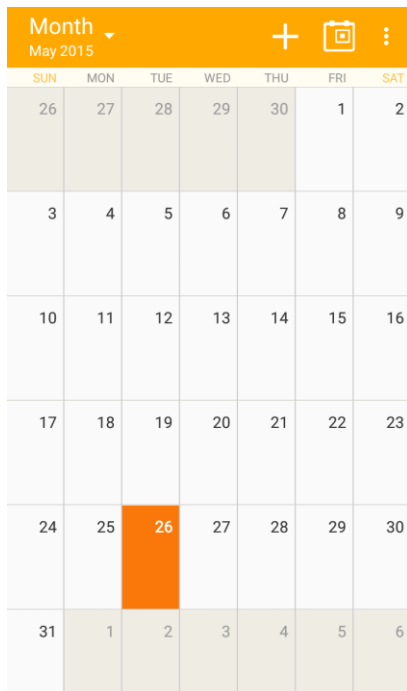 Month
May 2015
SUN MON TUE WED THU FRI SAT
26 27 28 29 30 1 2
3 4 5 6 7 8 9
10 11 12 13 14 15 16
17 18 19 20 21 22 23
24 25 26 27 28 29 30
31 1 2 3 4 5 6